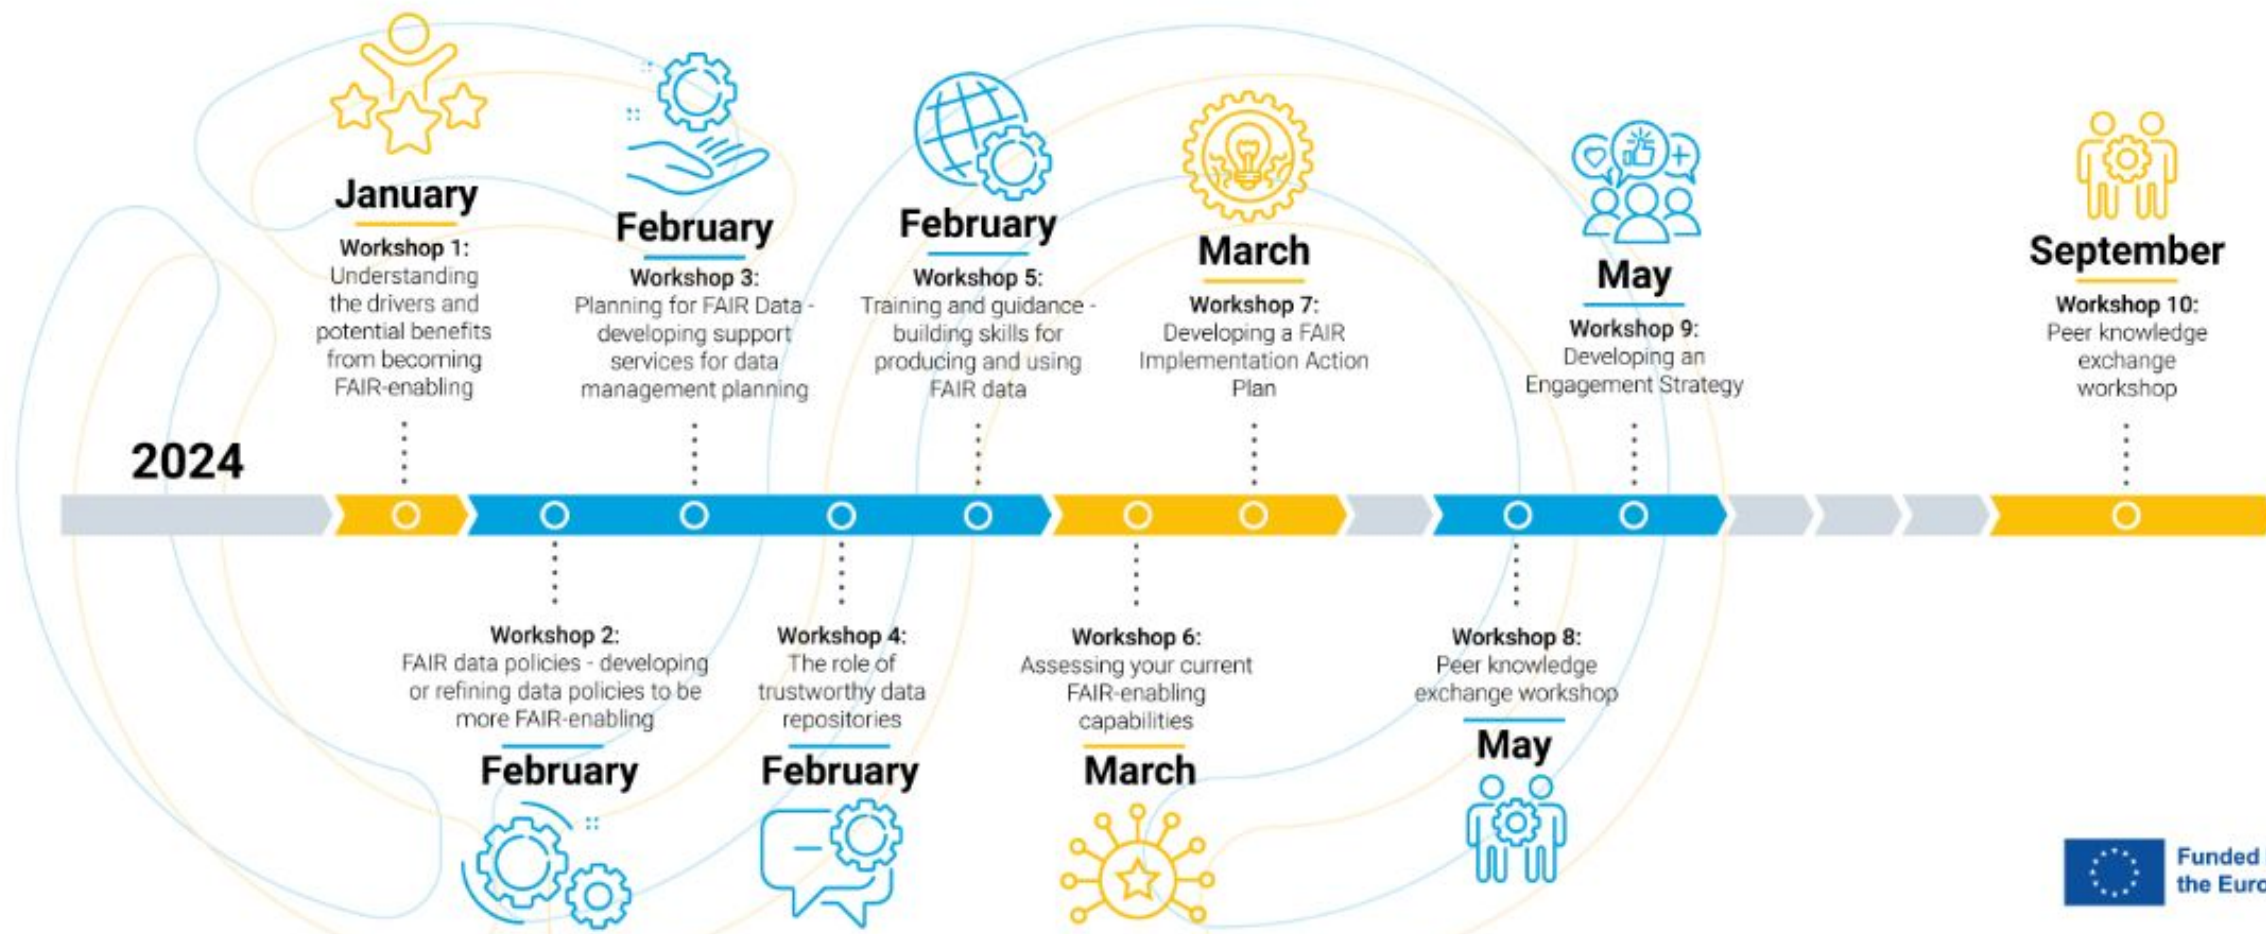 2024
January
Workshop 1:
Understanding
the drivers and
potential benefits
from becoming
FAIR-enabling
Workshop 2:
FAIR data policies - developing
or refining data policies to be
more FAIR-enabling
February
February
Workshop 3:
Planning for FAIR Data -
developing support
services for data
management planning
Workshop 4:
The role of
trustworthy data
repositories
February
February
Workshop 5:
Training and guidance -
building skills for
producing and using
FAIR data
Workshop 6:
Assessing your current
FAIR-enabling
capabilities
March
March
Workshop 7:
Developing a FAIR
Implementation Action
Plan
Workshop 8:
Peer knowledge
exchange workshop
May
May
Workshop 9:
Developing an
Engagement Strategy
September
Workshop 10:
Peer knowledge
exchange
workshop
Funded
the Euro